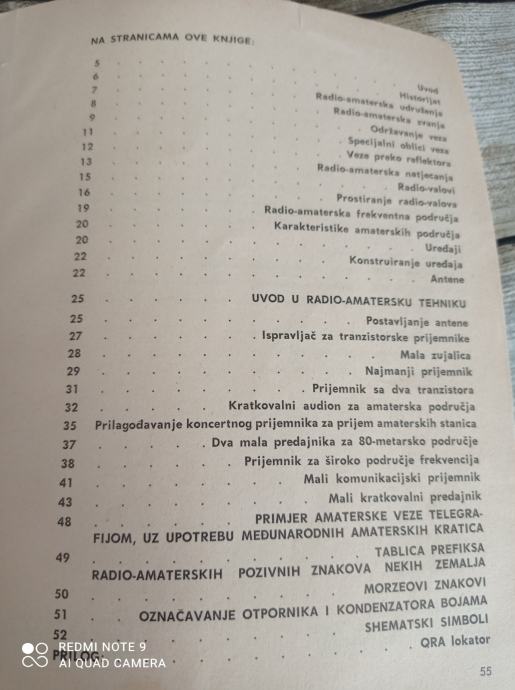 NA STRANICAMA OVE KNJIGE:
5 . . . . . . . . . . Uvod
6 . . . . . . . . . . Historijat
7 . . . . . . . . Radio-amaterska udruženja
8 . . . . . . . . Radio-amaterska zvanja
9 . . . . . . . . . Održavanje veza
11 . . . . . . . . Specijalni oblici veza
12 . . . . . . . . Veze preko reflektora
13 . . . . . . . Radio-amaterska natjecanja
15 . . . . . . . . . . Radio-valovi
16 . . . . . . . . Prostiranje radio-valova
19 . . . . . . Radio-amaterska frekventna područja
20 . . . . . . Karakteristike amaterskih područja
20 . . . . . . . . . . . Uređaji
22 . . . . . . . . Konstruiranje uređaja
22 . . . . . . . . . . . Antene
25 . . . . . UVOD U RADIO-AMATERSKU TEHNIKU
25 . . . . . . . . . Postavljanje antene
27 . . . . . . Ispravljač za tranzistorske prijemnike
28 . . . . . . . . . . Mala zujalica
29 . . . . . . . . . Najmanji prijemnik
31 . . . . . . . . Prijemnik sa dva tranzistora
32 . . . . . Kratkovalni audion za amaterska područja
35 Prilagođavanje koncertnog prijemnika za prijem amaterskih stanica
37 . . . . Dva mala predajnika za 80-metarsko područje
38 . . . . . Prijemnik za široko područje frekvencija
41 . . . . . . . Mali komunikacijski prijemnik
43 . . . . . . . . Mali kratkovalni predajnik
48 . . . . . PRIMJER AMATERSKE VEZE TELEGRA-
FIJOM, UZ UPOTREBU MEĐUNARODNIH AMATERSKIH KRATICA
49 . . . . . . . . . TABLICA PREFIKSA
RADIO-AMATERSKIH POZIVNIH ZNAKOVA NEKIH ZEMALJA
50 . . . . . . . . . MORZEOVI ZNAKOVI
51 . . OZNAČAVANJE OTPORNIKA I KONDENZATORA BOJAMA
52 . . . . . . . . . SHEMATSKI SIMBOLI
PRILOG: . . . . . . . . . QRA lokator
55
REDMI NOTE 9
AI QUAD CAMERA